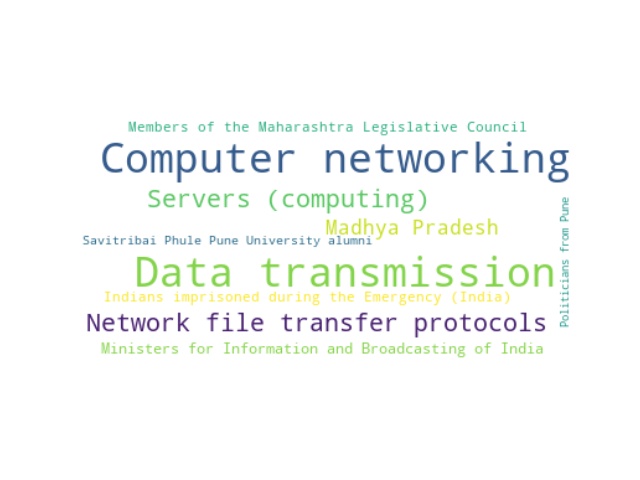 Members of the Maharashtra Legislative Council
Computer networking
Servers (computing)
Madhya Pradesh
Savitribai Phule Pune University alumni
Data transmission
Indians imprisoned during the Emergency (India)
Network file transfer protocols
Ministers for Information and Broadcasting of India
Politicians from Pune